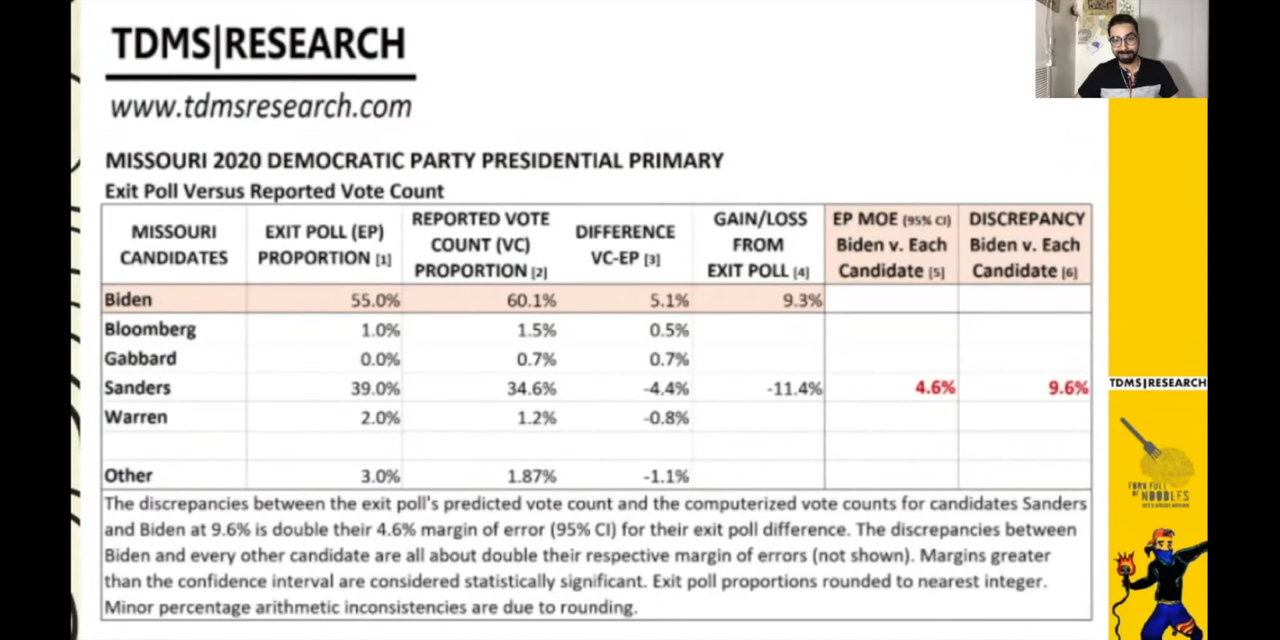 TDMS|RESEARCH
www.tdmsresearch.com
MISSOURI 2020 DEMOCRATIC PARTY PRESIDENTIAL PRIMARY
Exit Poll Versus Reported Vote Count
MISSOURI CANDIDATES EXIT POLL (EP) PROPORTION [1] REPORTED VOTE COUNT (VC) PROPORTION [2] DIFFERENCE VC-EP [3] GAIN/LOSS FROM EXIT POLL [4] EP MOE (95% CI) Biden v. Each Candidate [5] DISCREPANCY Biden v. Each Candidate [6]
Biden 55.0% 60.1% 5.1% 9.3%
Bloomberg 1.0% 1.5% 0.5%
Gabbard 0.0% 0.7% 0.7%
Sanders 39.0% 34.6% -4.4% -11.4% 4.6% 9.6%
Warren 2.0% 1.2% -0.8%
Other 3.0% 1.87% -1.1%
The discrepancies between the exit poll's predicted vote count and the computerized vote counts for candidates Sanders
and Biden at 9.6% is double their 4.6% margin of error (95% CI) for their exit poll difference. The discrepancies between
Biden and every other candidate are all about double their respective margin of errors (not shown). Margins greater
than the confidence interval are considered statistically significant. Exit poll proportions rounded to nearest integer.
Minor percentage arithmetic inconsistencies are due to rounding.
TDMS|RESEARCH
FORK FULL
OF NOODLES